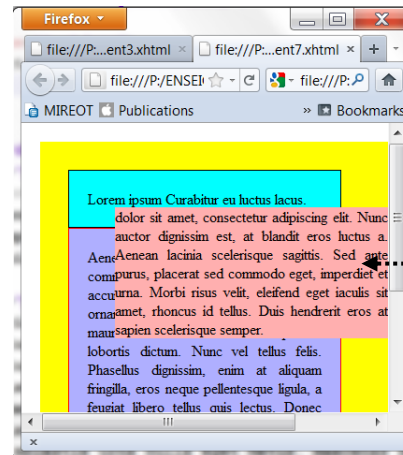 Firefox
file:///P:...ent3.xhtml × file:///P:...ent7.xhtml × + -
file:///P:/ENSEI file:///P:
MIREOT Publications » Bookmarks
Lorem ipsum Curabitur eu luctus lacus.
dolor sit amet, consectetur adipiscing elit. Nunc
auctor dignissim est, at blandit eros luctus a.
Aenean lacinia scelerisque sagittis. Sed ante
purus, placerat sed commodo eget, imperdiet et
urna. Morbi risus velit, eleifend eget iaculis sit
amet, rhoncus id tellus. Duis hendrerit eros at
sapien scelerisque semper.
Aene
comm
accu
orna
maur
lobortis dictum. Nunc vel tellus felis.
Phasellus dignissim, enim at aliquam
fringilla, eros neque pellentesque ligula, a
feugiat libero tellus quis lectus. Donec
×